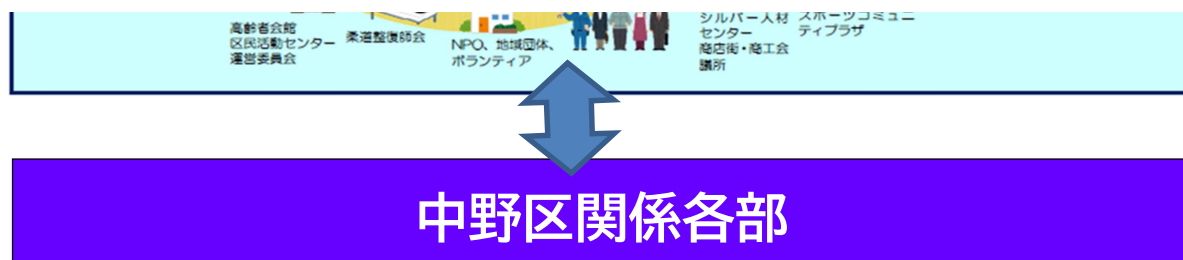 高齢者会館
区民活動センター
運営委員会
柔道整復師会
NPO、地域団体、
ボランティア
シルバー人材
センター
商店街・商工会
議所
スポーツコミュニ
ティプラザ
中野区関係各部